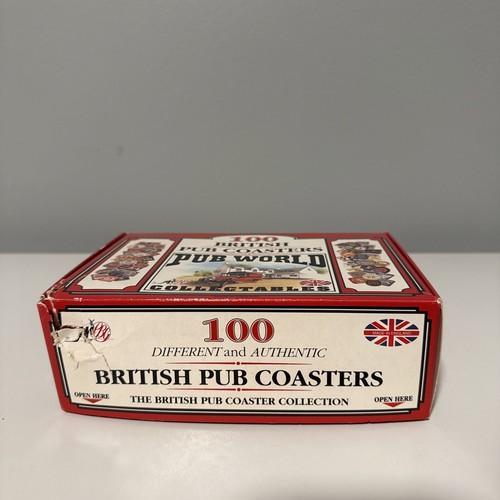 100
BRITISH
PUB COASTERS
PUB WORLD
COLLECTABLES
100
MADE IN ENGLAND
DIFFERENT and AUTHENTIC
BRITISH PUB COASTERS
OPEN HERE
THE BRITISH PUB COASTER COLLECTION
OPEN HERE